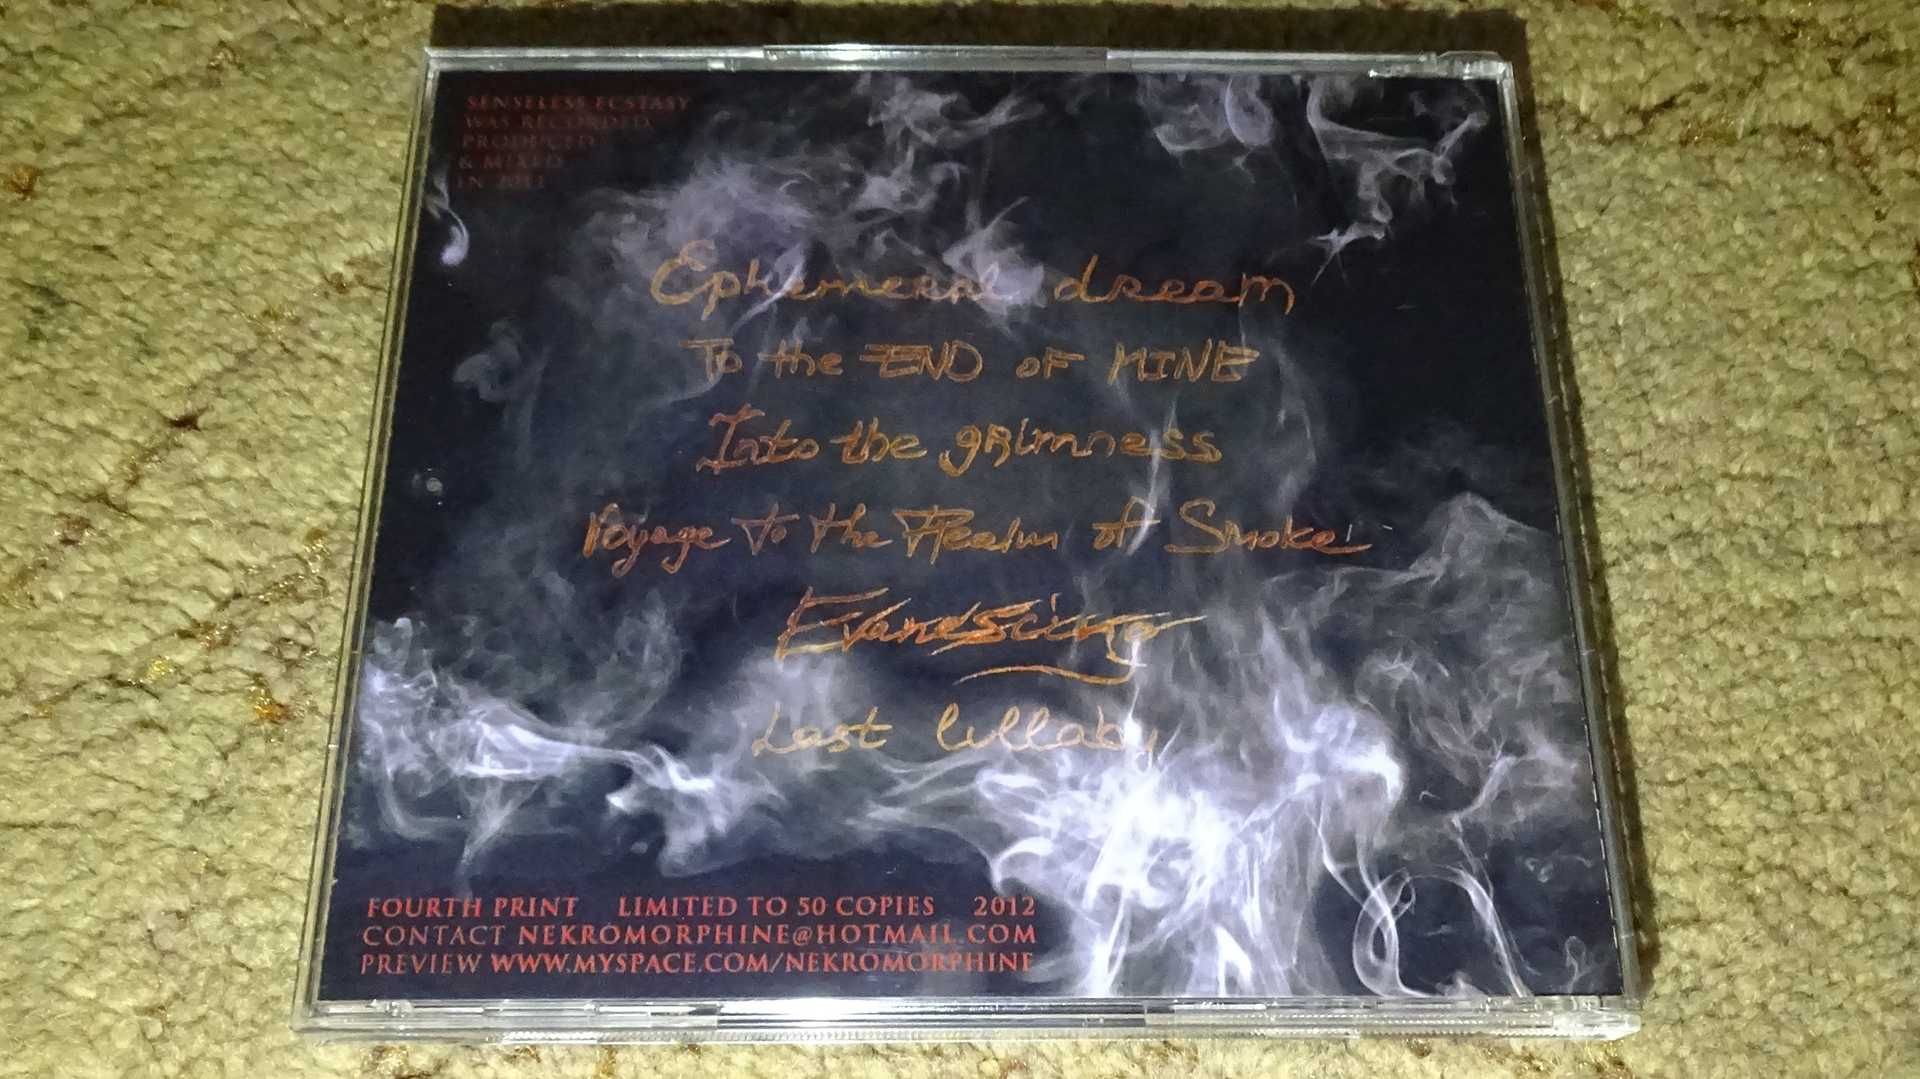 SENSELESS ECSTASY
WAS RECORDED,
PRODUCED
& MIXED
IN 2011
Ephemeral dream
To the END OF MINE
Into the grimness
Voyage to the Realm of Smoke
Evanescing
Last lullaby
FOURTH PRINT LIMITED TO 50 COPIES 2012
CONTACT NEKROMORPHINE@HOTMAIL.COM
PREVIEW WWW.MYSPACE.COM/NEKROMORPHINE